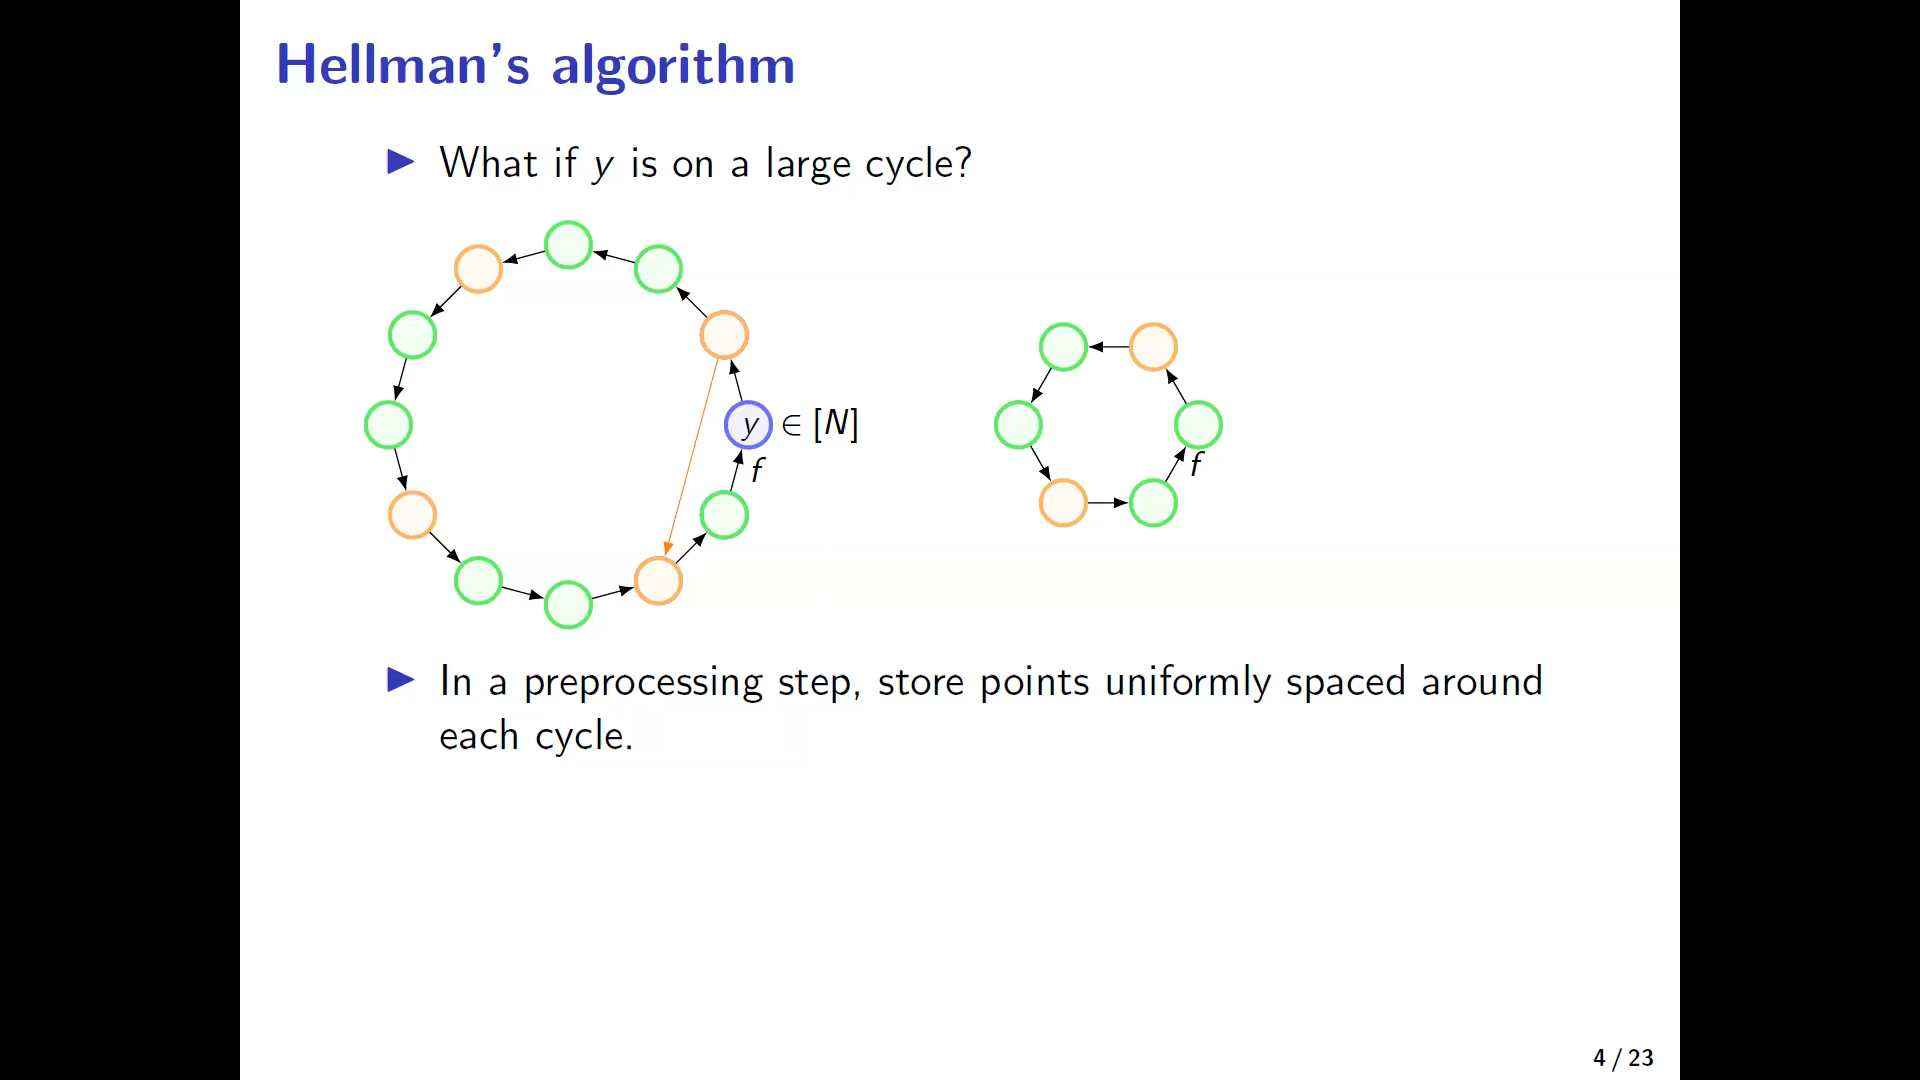 Hellman's algorithm
▶ What if y is on a large cycle?
y ∈ [N]
f
f
▶ In a preprocessing step, store points uniformly spaced around
each cycle.
4 / 23